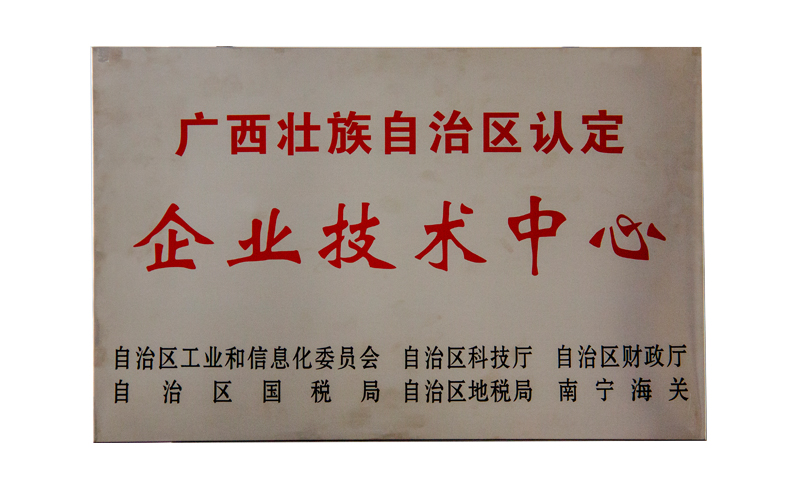 广西壮族自治区认定
企业技术中心
自治区工业和信息化委员会 自治区科技厅 自治区财政厅
自治区国税局 自治区地税局 南宁海关